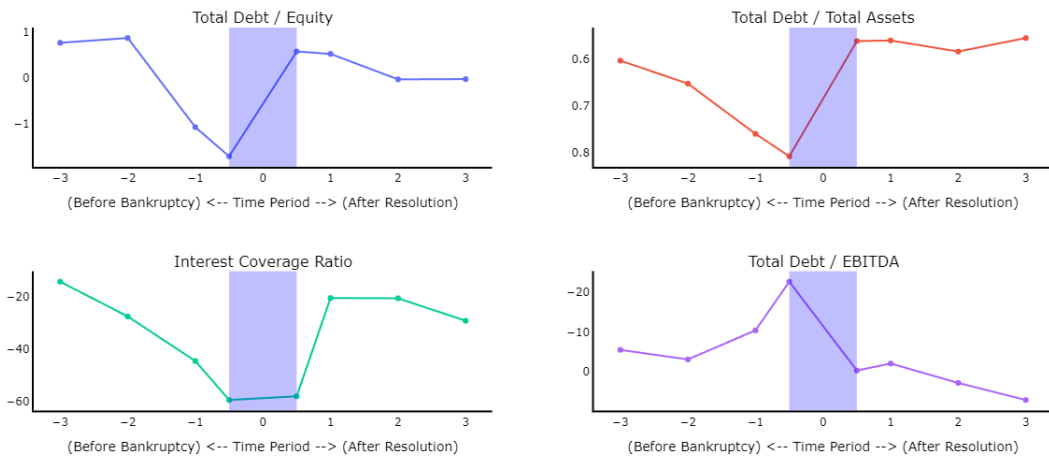 Total Debt / Equity
1
0
−1
−3 −2 −1 0 1 2 3
(Before Bankruptcy) <-- Time Period --> (After Resolution)
Total Debt / Total Assets
0.6
0.7
0.8
−3 −2 −1 0 1 2 3
(Before Bankruptcy) <-- Time Period --> (After Resolution)
Interest Coverage Ratio
−20
−40
−60
−3 −2 −1 0 1 2 3
(Before Bankruptcy) <-- Time Period --> (After Resolution)
Total Debt / EBITDA
−20
−10
0
−3 −2 −1 0 1 2 3
(Before Bankruptcy) <-- Time Period --> (After Resolution)